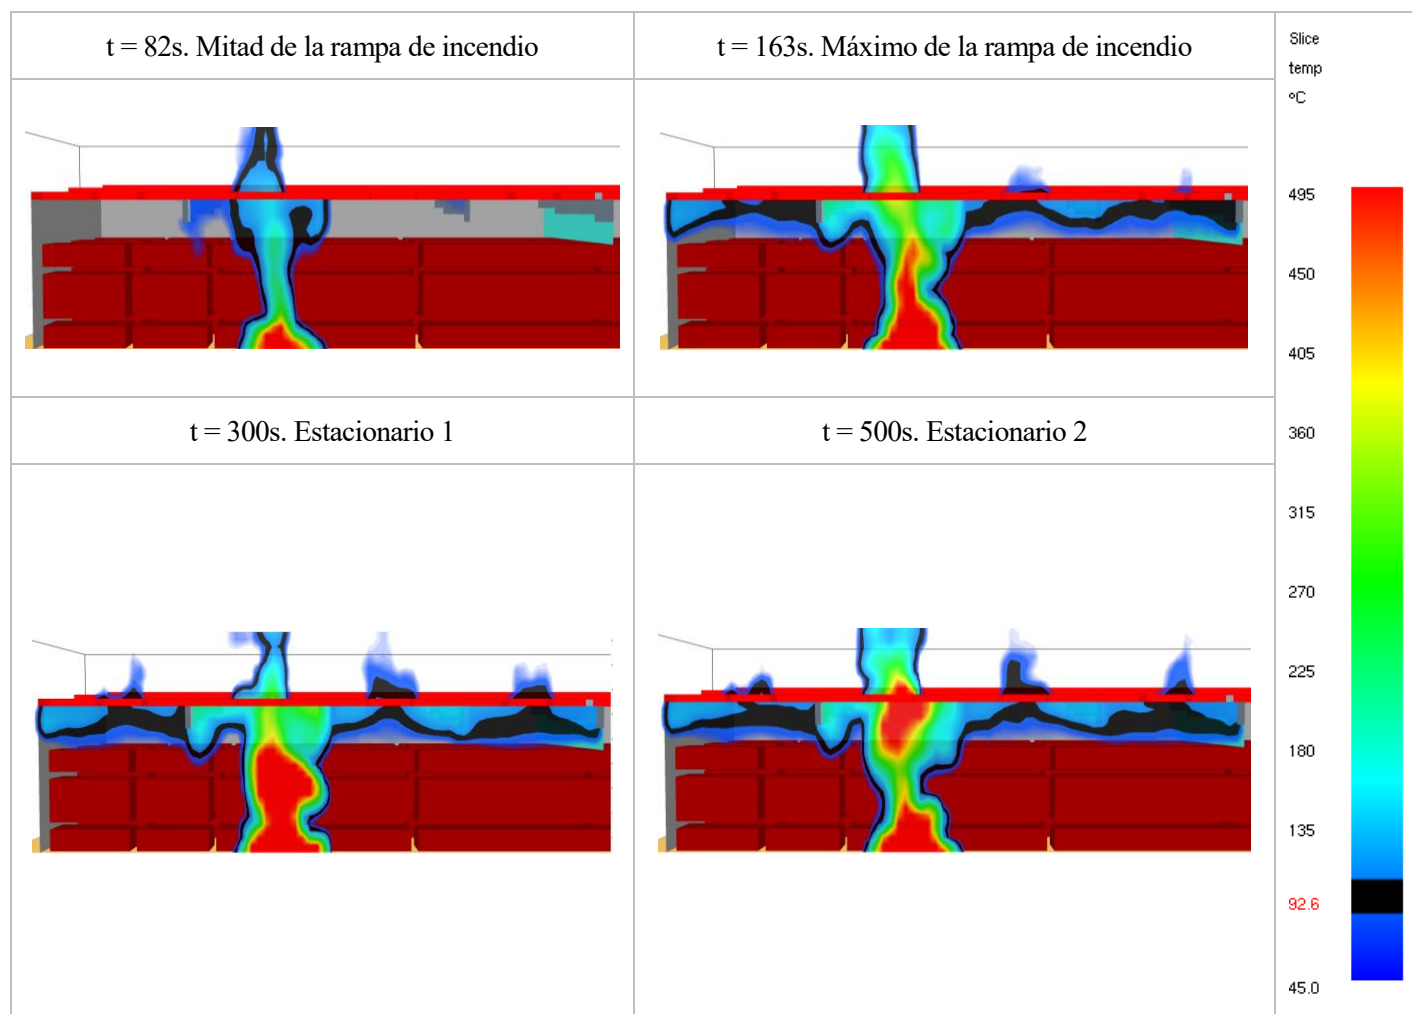 t = 82s. Mitad de la rampa de incendio
t = 163s. Máximo de la rampa de incendio
t = 300s. Estacionario 1
t = 500s. Estacionario 2
Slice
temp
ºC
495
450
405
360
315
270
225
180
135
92.6
45.0